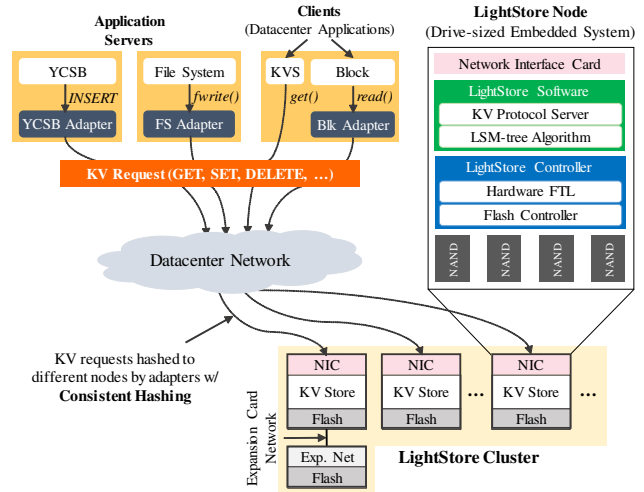 Application
Servers
Clients
(Datacenter Applications)
LightStore Node
(Drive-sized Embedded System)
YCSB
File System
KVS
Block
INSERT
fwrite()
get()
read()
YCSB Adapter
FS Adapter
Blk Adapter
KV Request (GET, SET, DELETE, …)
Datacenter Network
Network Interface Card
LightStore Software
KV Protocol Server
LSM-tree Algorithm
LightStore Controller
Hardware FTL
Flash Controller
NAND
NAND
NAND
NAND
KV requests hashed to
different nodes by adapters w/
Consistent Hashing
NIC
KV Store
Flash
NIC
KV Store
Flash
...
NIC
KV Store
Flash
...
Expansion Card
Network
Exp. Net
Flash
LightStore Cluster